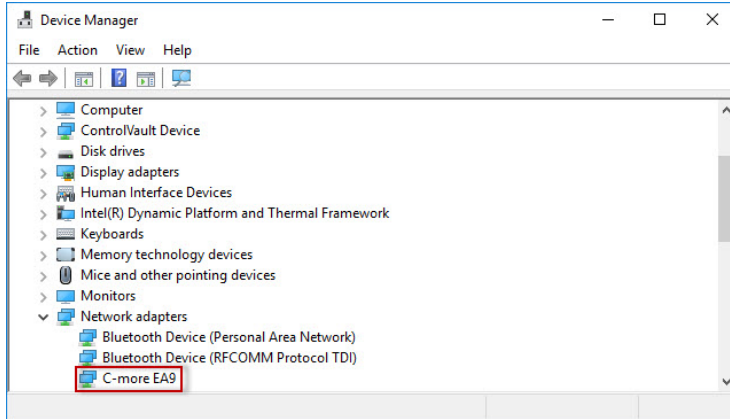 Device Manager
File Action View Help
Computer
ControlVault Device
Disk drives
Display adapters
Human Interface Devices
Intel(R) Dynamic Platform and Thermal Framework
Keyboards
Memory technology devices
Mice and other pointing devices
Monitors
Network adapters
Bluetooth Device (Personal Area Network)
Bluetooth Device (RFCOMM Protocol TDI)
C-more EA9